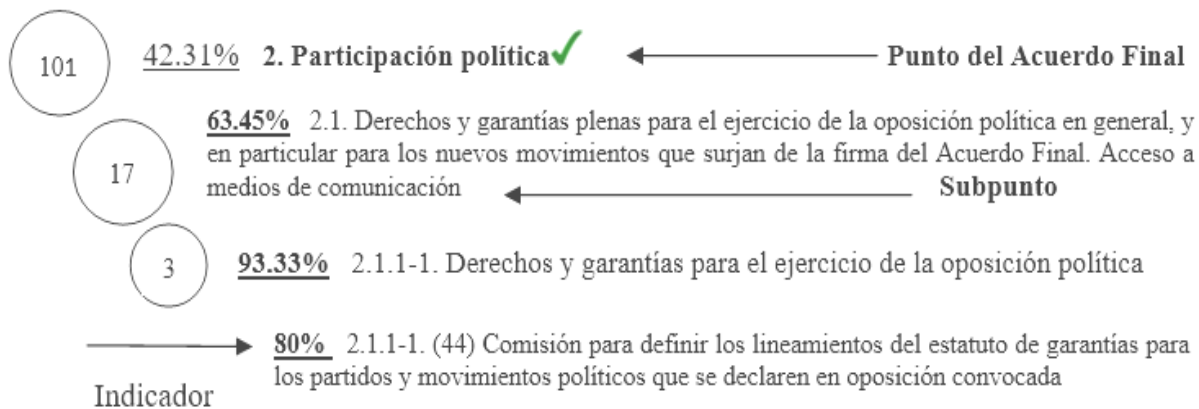 101 42.31% 2. Participación política ← Punto del Acuerdo Final
63.45% 2.1. Derechos y garantías plenas para el ejercicio de la oposición política en general, y
17 en particular para los nuevos movimientos que surjan de la firma del Acuerdo Final. Acceso a
medios de comunicación ← Subpunto
3 93.33% 2.1.1-1. Derechos y garantías para el ejercicio de la oposición política
80% 2.1.1-1. (44) Comisión para definir los lineamientos del estatuto de garantías para
los partidos y movimientos políticos que se declaren en oposición convocada
Indicador